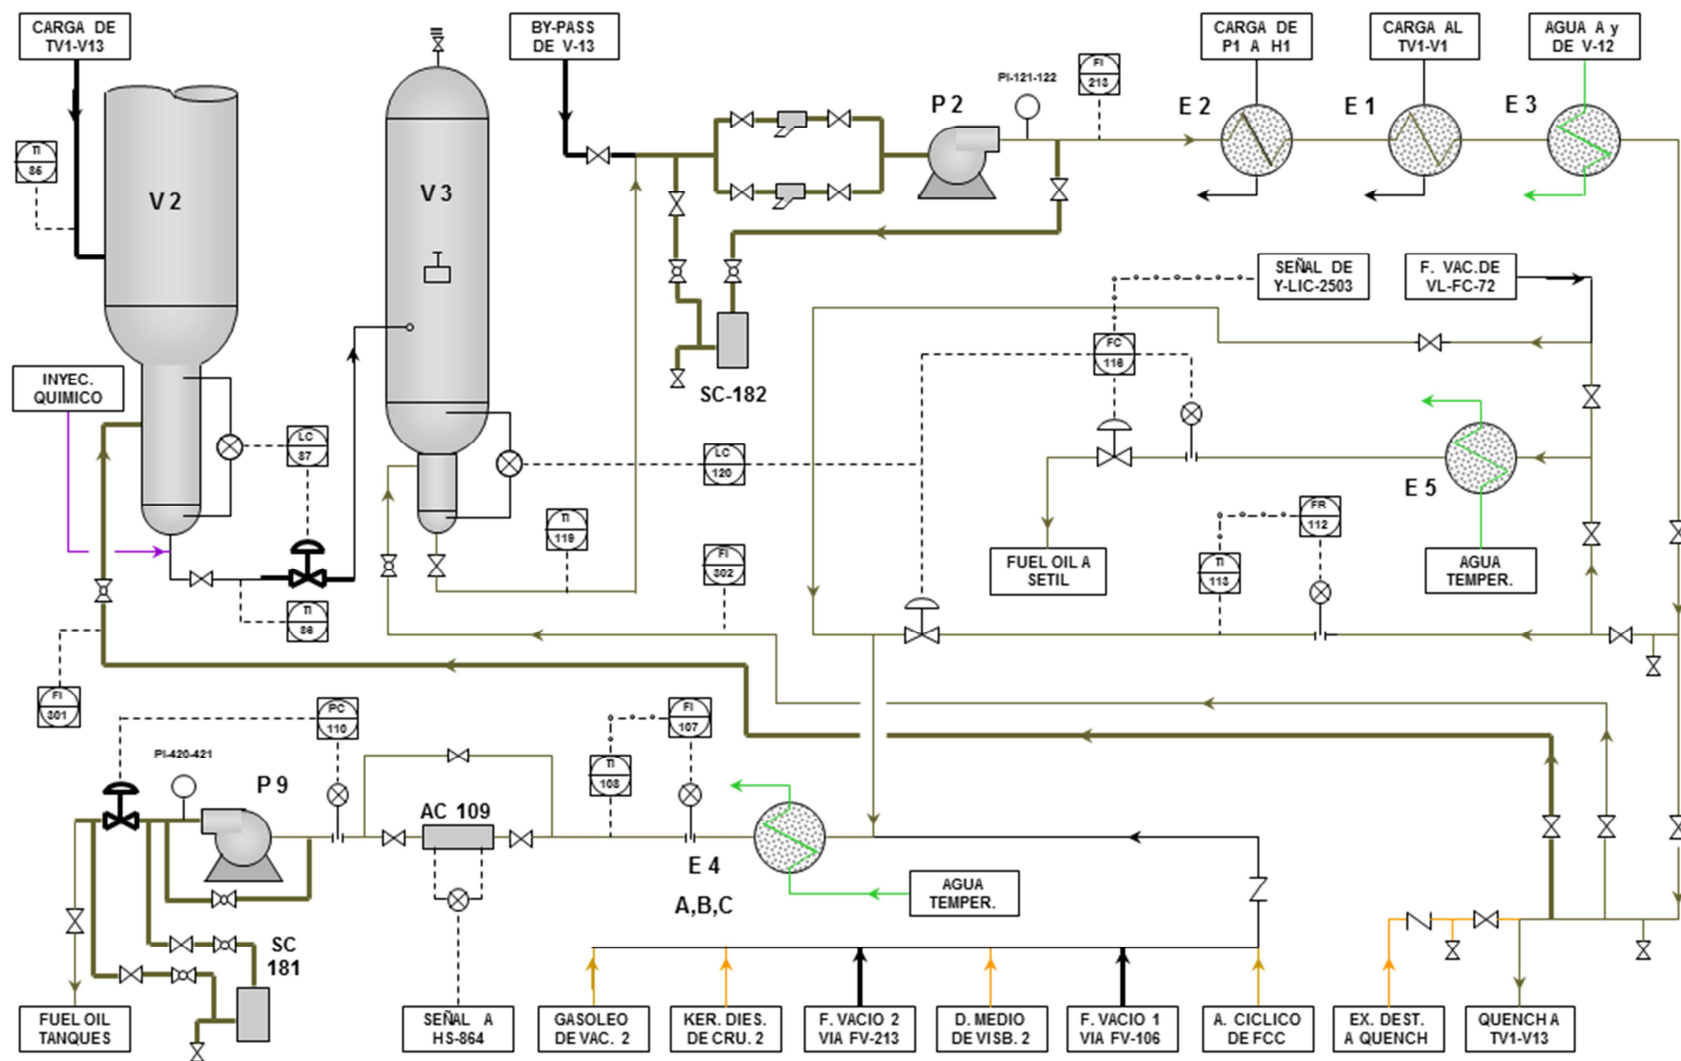 CARGA DE
TV1-V13
BY-PASS
DE V-13
CARGA DE
P1 A H1
CARGA AL
TV1-V1
AGUA A y
DE V-12
FI
213
PI-121-122
P 2
E 2
E 1
E 3
TI
85
V 2
V 3
SEÑAL DE
Y-LIC-2503
F. VAC.DE
VL-FC-72
FC
116
INYEC.
QUIMICO
SC-182
LC
87
LC
120
E 5
FR
112
TI
119
FI
302
FUEL OIL A
SETIL
TI
113
AGUA
TEMPER.
TI
86
FI
301
PC
110
FI
107
PI-420-421
TI
108
P 9
AC 109
E 4
A,B,C
AGUA
TEMPER.
SC
181
FUEL OIL
TANQUES
SEÑAL A
HS-864
GASOLEO
DE VAC. 2
KER. DIES.
DE CRU. 2
F. VACIO 2
VIA FV-213
D. MEDIO
DE VISB. 2
F. VACIO 1
VIA FV-106
A. CICLICO
DE FCC
EX. DEST.
A QUENCH
QUENCH A
TV1-V13